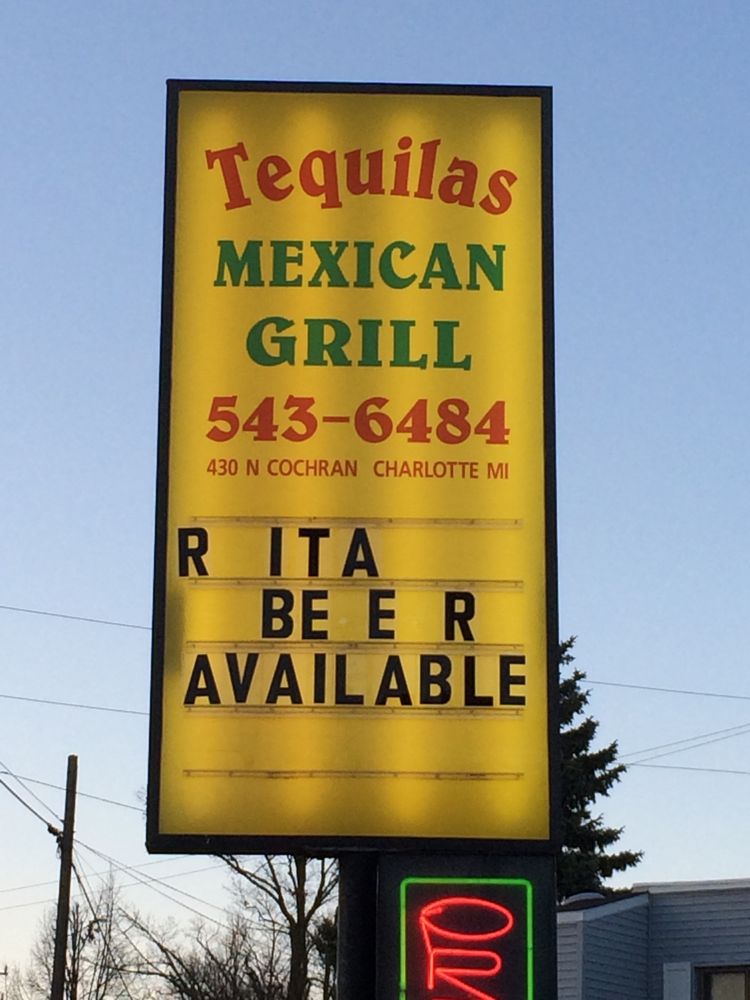 Tequilas
MEXICAN
GRILL
543-6484
430 N COCHRAN CHARLOTTE MI
R ITA
BE E R
AVAILABLE